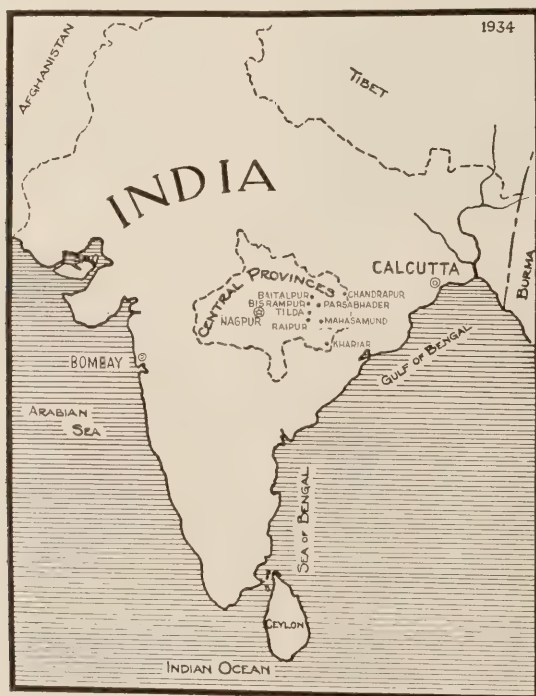 1934
AFGHANISTAN
TIBET
INDIA
BURMA
CENTRAL PROVINCES
CALCUTTA
BAITALPUR
CHANDRAPUR
BISRAMPUR
PARSABHADER
NAGPUR
TILDA
MAHASAMUND
RAIPUR
KHARIAR
GULF OF BENGAL
BOMBAY
ARABIAN
SEA
SEA OF BENGAL
CEYLON
INDIAN OCEAN